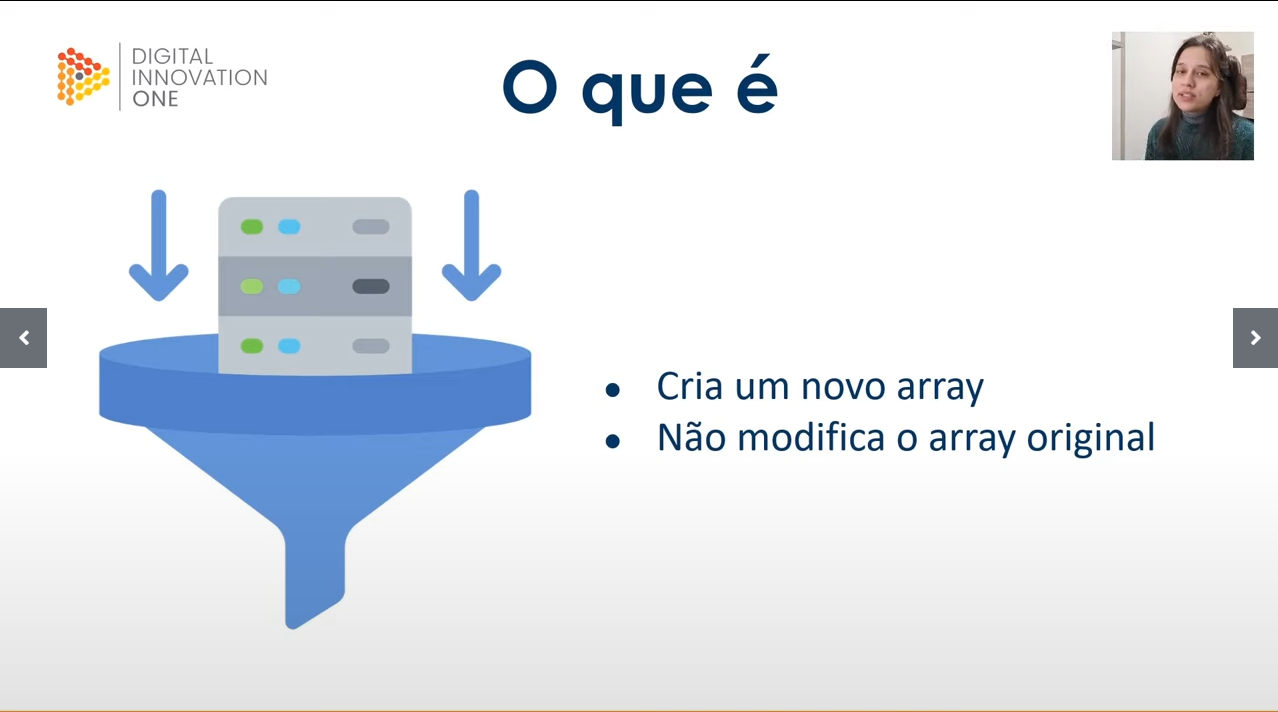 DIGITAL
INNOVATION
ONE
O que é
● Cria um novo array
● Não modifica o array original